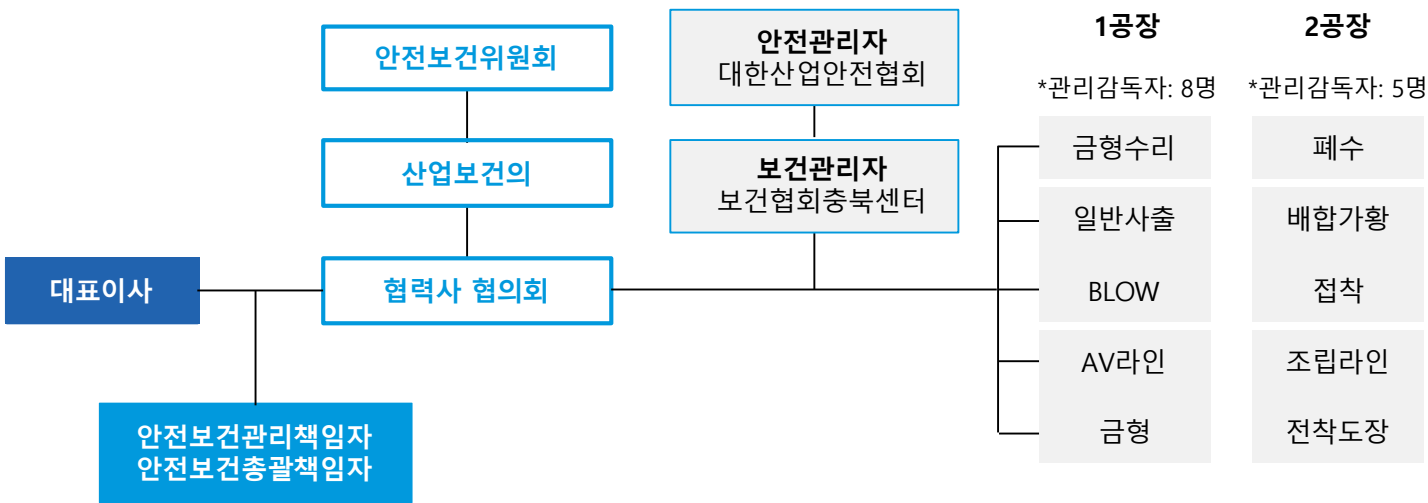 안전보건위원회
산업보건의
대표이사
협력사 협의회
안전보건관리책임자
안전보건총괄책임자
안전관리자
대한산업안전협회
보건관리자
보건협회충북센터
1공장
*관리감독자: 8명
금형수리
일반사출
BLOW
AV라인
금형
2공장
*관리감독자: 5명
폐수
배합가황
접착
조립라인
전착도장